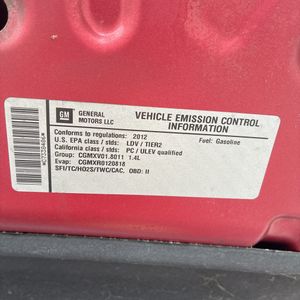 GM
GENERAL
MOTORS LLC
VEHICLE EMISSION CONTROL
INFORMATION
Conforms to regulations: 2012
Fuel: Gasoline
U.S. EPA class / stds: LDV / TIER2
California class / stds: PC / ULEV qualified
Group: CGMXV01.8011 1.4L
Evap: CGMXR0120818
SFI/TC/HO2S/TWC/CAC. OBD: II